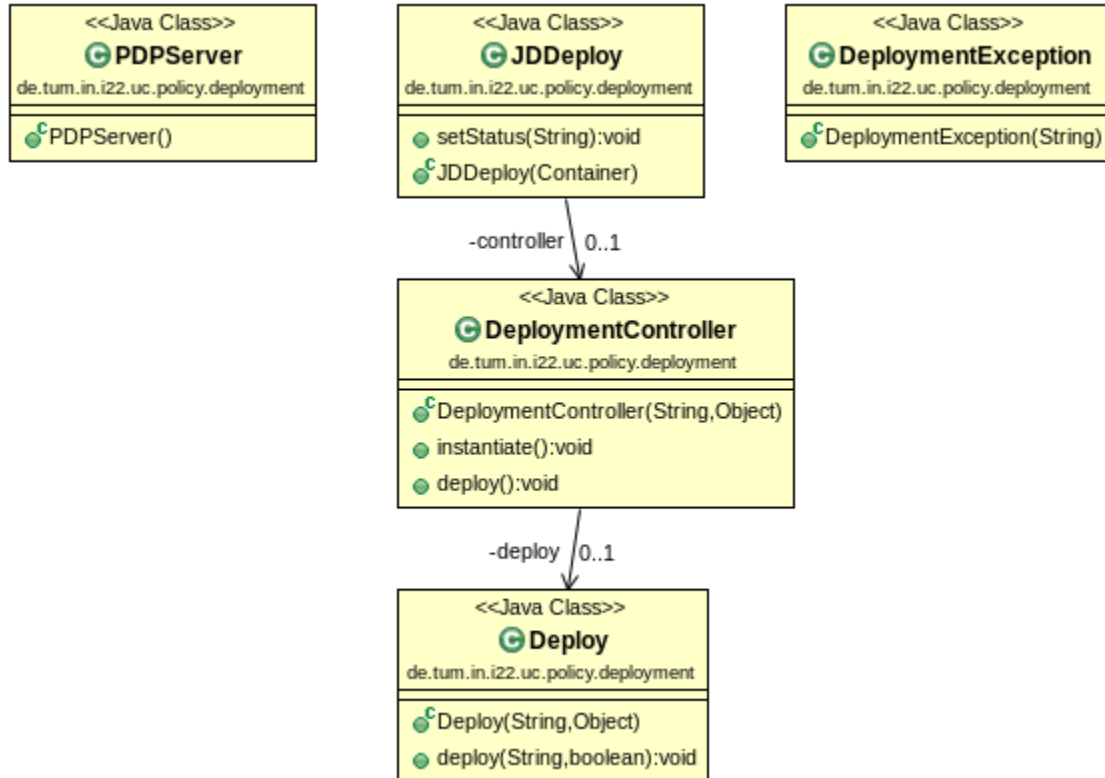 <<Java Class>>
PDPServer
de.tum.in.i22.uc.policy.deployment
PDPServer()
<<Java Class>>
JDDeploy
de.tum.in.i22.uc.policy.deployment
setStatus(String):void
JDDeploy(Container)
<<Java Class>>
DeploymentException
de.tum.in.i22.uc.policy.deployment
DeploymentException(String)
-controller 0..1
<<Java Class>>
DeploymentController
de.tum.in.i22.uc.policy.deployment
DeploymentController(String,Object)
instantiate():void
deploy():void
-deploy 0..1
<<Java Class>>
Deploy
de.tum.in.i22.uc.policy.deployment
Deploy(String,Object)
deploy(String,boolean):void